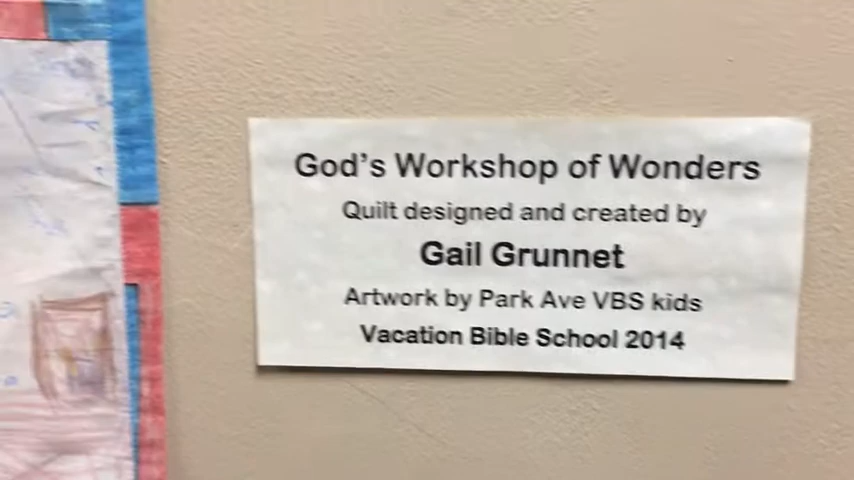 God's Workshop of Wonders
Quilt designed and created by
Gail Grunnet
Artwork by Park Ave VBS kids
Vacation Bible School 2014